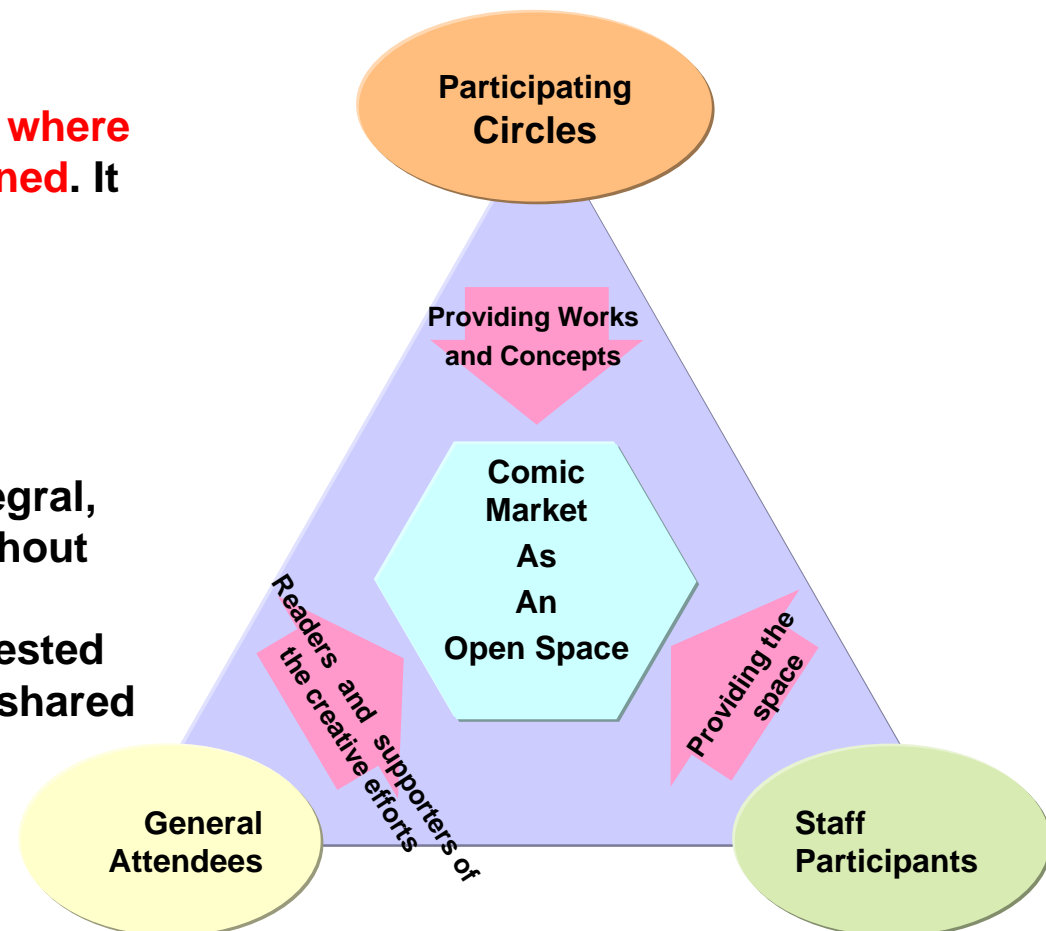 where
ned. It
egral,
hout
ested
shared
Participating
Circles
Providing Works
and Concepts
Comic
Market
As
An
Open Space
Readers and supporters of
the creative efforts
Providing the
space
General
Attendees
Staff
Participants